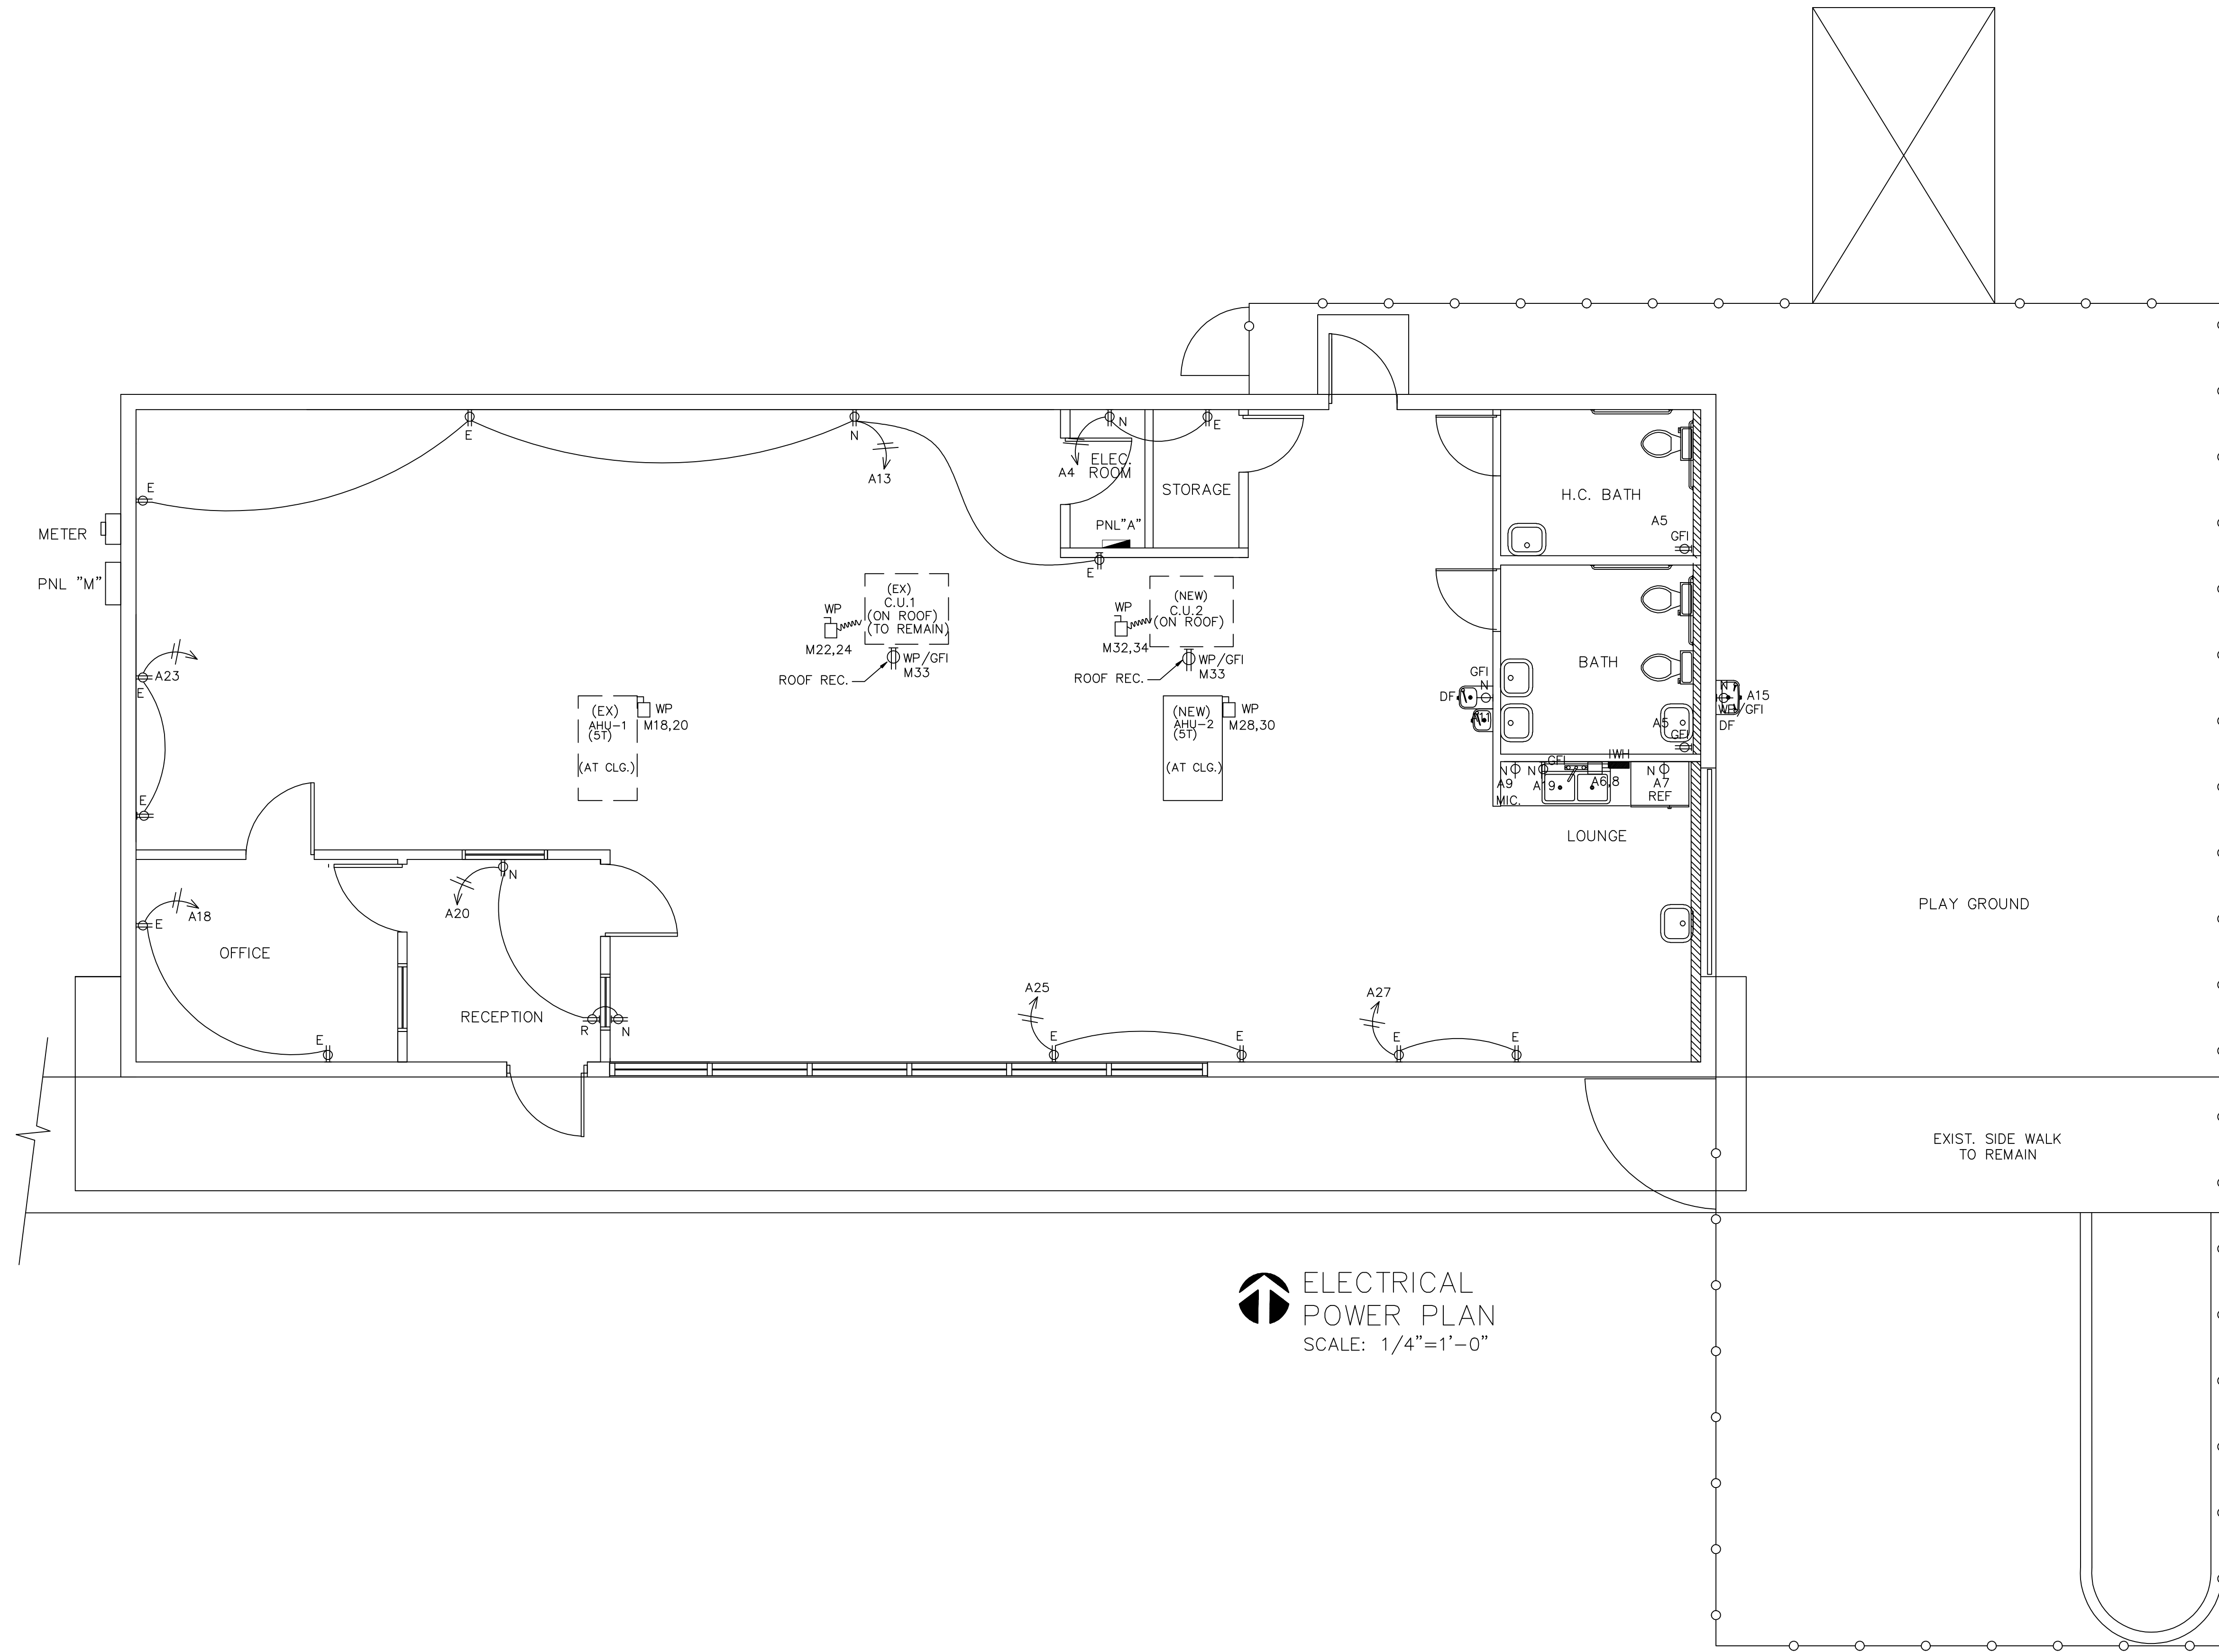 E
N
A13
A4
N
E
ELEC.
ROOM
STORAGE
H.C. BATH
E
METER
PNL "M"
PNL"A"
E
A5
GFI
(EX)
C.U.1
(ON ROOF)
(TO REMAIN)
WP
M22,24
WP/GFI
M33
ROOF REC.
(NEW)
C.U.2
(ON ROOF)
WP
M32,34
WP/GFI
M33
ROOF REC.
BATH
A23
E
GFI
N
DF
N
A15
WP/GFI
DF
(EX)
AHU-1
(5T)
(AT CLG.)
WP
M18,20
(NEW)
AHU-2
(5T)
(AT CLG.)
WP
M28,30
A5
GFI
E
N
A9
MIC.
N
GFI
A19
IWH
A6,8
N
A7
REF
LOUNGE
N
A20
A18
E
OFFICE
PLAY GROUND
RECEPTION
R
N
E
A25
E
E
A27
E
E
EXIST. SIDE WALK
TO REMAIN
ELECTRICAL
POWER PLAN
SCALE: 1/4"=1'-0"